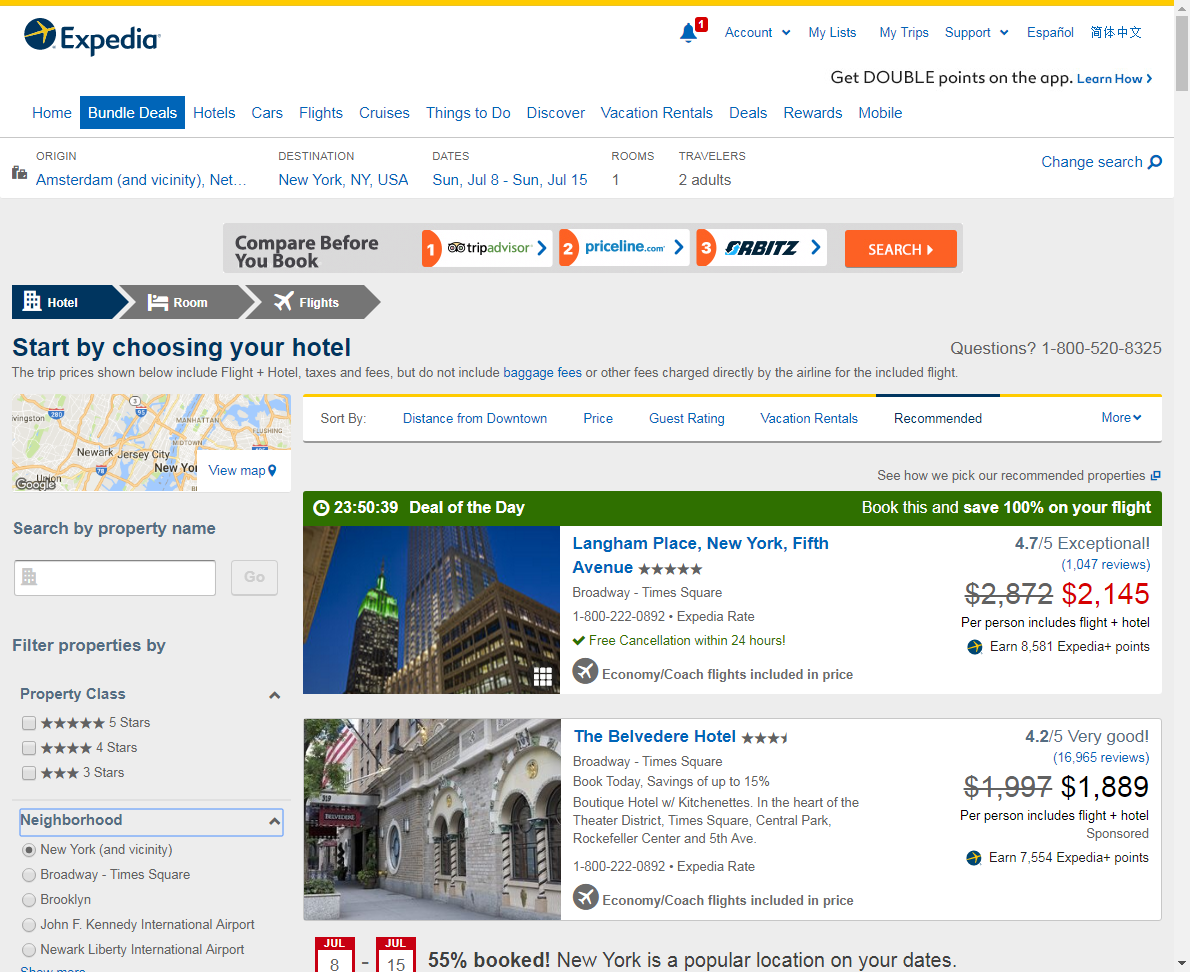 Expedia
1
Account
My Lists
My Trips
Support
Español
简体中文
Get DOUBLE points on the app. Learn How
Home
Bundle Deals
Hotels
Cars
Flights
Cruises
Things to Do
Discover
Vacation Rentals
Deals
Rewards
Mobile
ORIGIN
Amsterdam (and vicinity), Net...
DESTINATION
New York, NY, USA
DATES
Sun, Jul 8 - Sun, Jul 15
ROOMS
1
TRAVELERS
2 adults
Change search
Compare Before
You Book
1 tripadvisor
2 priceline.com
3 ORBITZ
SEARCH
Hotel
Room
Flights
Start by choosing your hotel
Questions? 1-800-520-8325
The trip prices shown below include Flight + Hotel, taxes and fees, but do not include baggage fees or other fees charged directly by the airline for the included flight.
ivingston
280
3
95
MANHATTAN
FLUSHING
MIDTOWN
Newark
Jersey City
78
New Yor
Union
Google
View map
Sort By:
Distance from Downtown
Price
Guest Rating
Vacation Rentals
Recommended
More
See how we pick our recommended properties
Search by property name
Go
Filter properties by
Property Class
5 Stars
4 Stars
3 Stars
Neighborhood
New York (and vicinity)
Broadway - Times Square
Brooklyn
John F. Kennedy International Airport
Newark Liberty International Airport
Show more
23:50:39 Deal of the Day
Book this and save 100% on your flight
Langham Place, New York, Fifth
Avenue
Broadway - Times Square
1-800-222-0892 • Expedia Rate
Free Cancellation within 24 hours!
Economy/Coach flights included in price
4.7/5 Exceptional!
(1,047 reviews)
$2,872 $2,145
Per person includes flight + hotel
Earn 8,581 Expedia+ points
319
BELVEDERE
The Belvedere Hotel
Broadway - Times Square
Book Today, Savings of up to 15%
Boutique Hotel w/ Kitchenettes. In the heart of the
Theater District, Times Square, Central Park,
Rockefeller Center and 5th Ave.
1-800-222-0892 • Expedia Rate
Economy/Coach flights included in price
4.2/5 Very good!
(16,965 reviews)
$1,997 $1,889
Per person includes flight + hotel
Sponsored
Earn 7,554 Expedia+ points
JUL
8
-
JUL
15
55% booked! New York is a popular location on your dates.